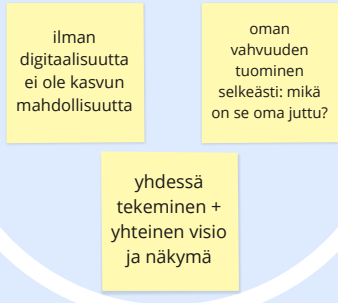 ilman
digitaalisuutta
ei ole kasvun
mahdollisuutta
oman
vahvuuden
tuominen
selkeästi: mikä
on se oma juttu?
yhdessä
tekeminen +
yhteinen visio
ja näkymä